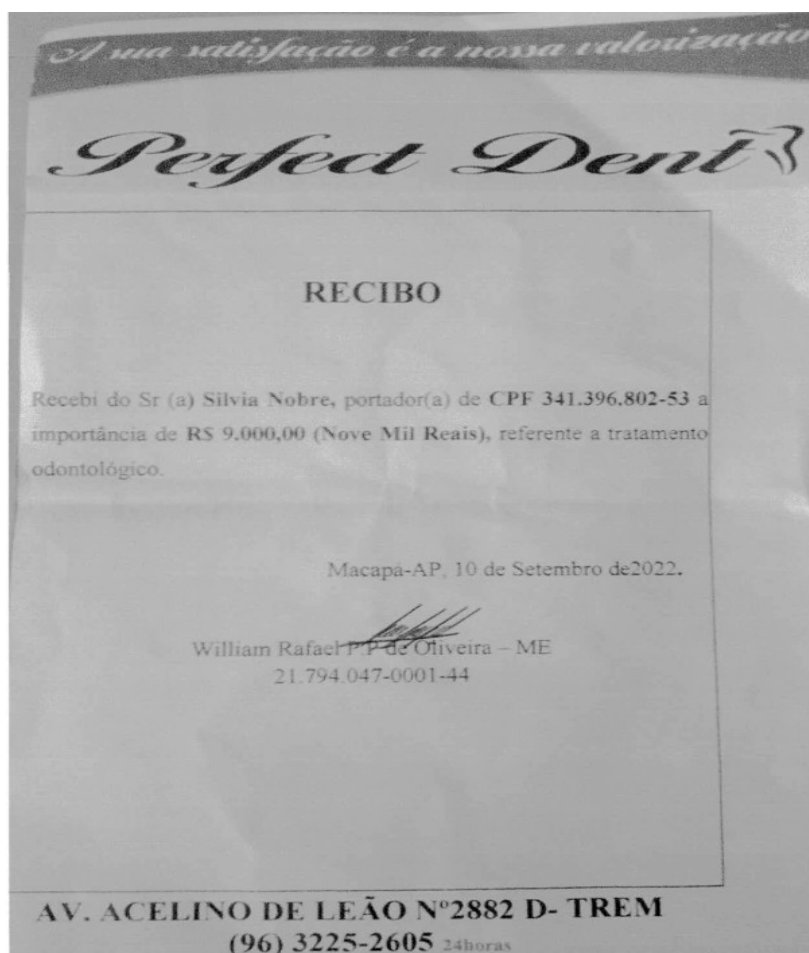 A sua satisfação é a nossa valorização
Perfect Dent
RECIBO
Recebi do Sr (a) Silvia Nobre, portador(a) de CPF 341.396.802-53 a
importância de R$ 9.000,00 (Nove Mil Reais), referente a tratamento
odontológico.
Macapá-AP, 10 de Setembro de2022.
William Rafael P.P de Oliveira – ME
21.794.047-0001-44
AV. ACELINO DE LEÃO Nº2882 D- TREM
(96) 3225-2605 24horas